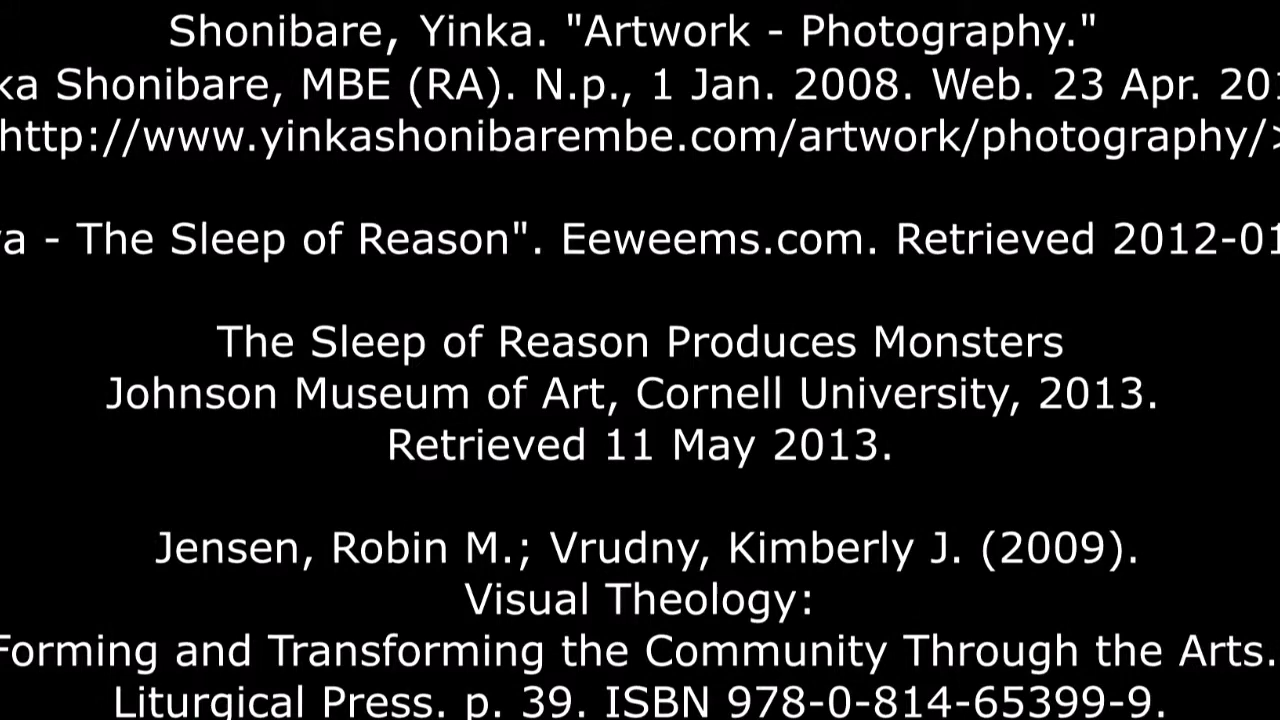 Shonibare, Yinka. "Artwork - Photography."
ka Shonibare, MBE (RA). N.p., 1 Jan. 2008. Web. 23 Apr. 201
http://www.yinkashonibarembe.com/artwork/photography/>
a - The Sleep of Reason". Eeweems.com. Retrieved 2012-01
The Sleep of Reason Produces Monsters
Johnson Museum of Art, Cornell University, 2013.
Retrieved 11 May 2013.
Jensen, Robin M.; Vrudny, Kimberly J. (2009).
Visual Theology:
Forming and Transforming the Community Through the Arts.
Liturgical Press. p. 39. ISBN 978-0-814-65399-9.